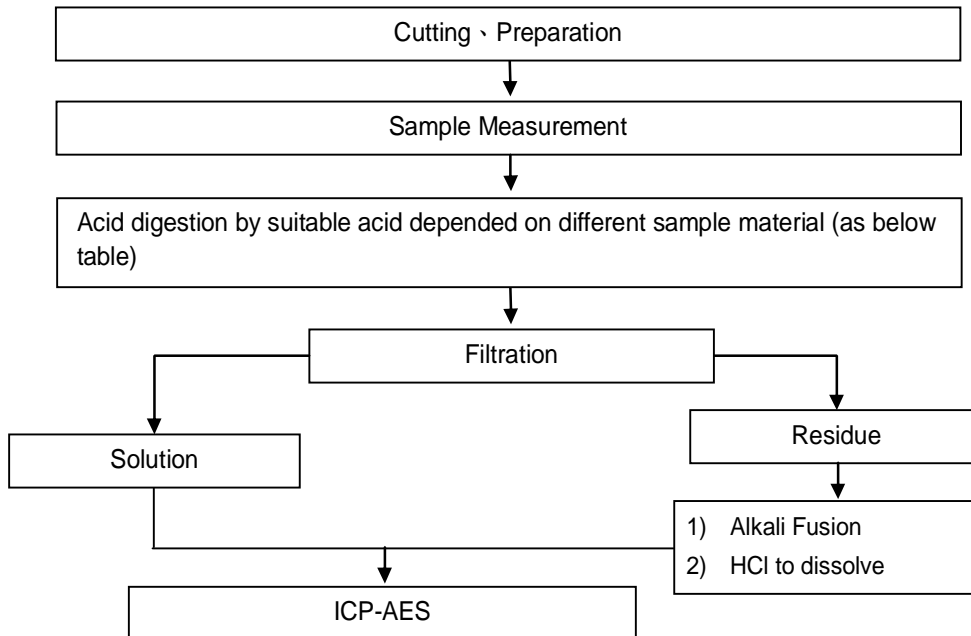 Cutting、Preparation
Sample Measurement
Acid digestion by suitable acid depended on different sample material (as below
table)
Filtration
Solution
Residue
1) Alkali Fusion
2) HCl to dissolve
ICP-AES